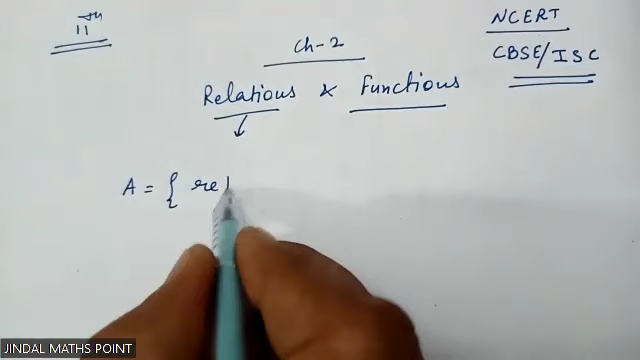 11th
NCERT
CBSE/ISC
Ch-2
Relations & Functions
A = { re
JINDAL MATHS POINT